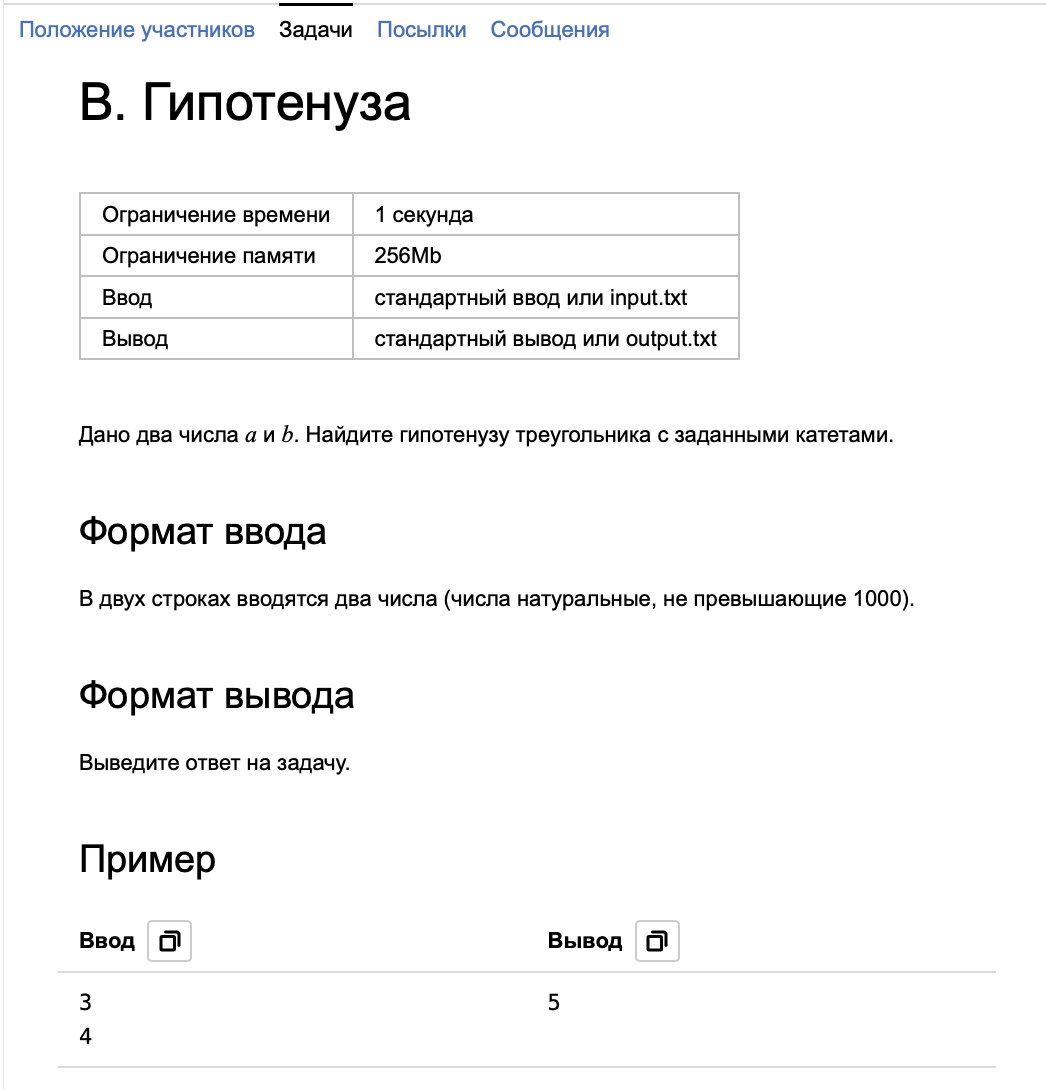 Положение участников Задачи Посылки Сообщения
B. Гипотенуза
Ограничение времени 1 секунда
Ограничение памяти 256Mb
Ввод стандартный ввод или input.txt
Вывод стандартный вывод или output.txt
Дано два числа a и b. Найдите гипотенузу треугольника с заданными катетами.
Формат ввода
В двух строках вводятся два числа (числа натуральные, не превышающие 1000).
Формат вывода
Выведите ответ на задачу.
Пример
Ввод Вывод
3 5
4